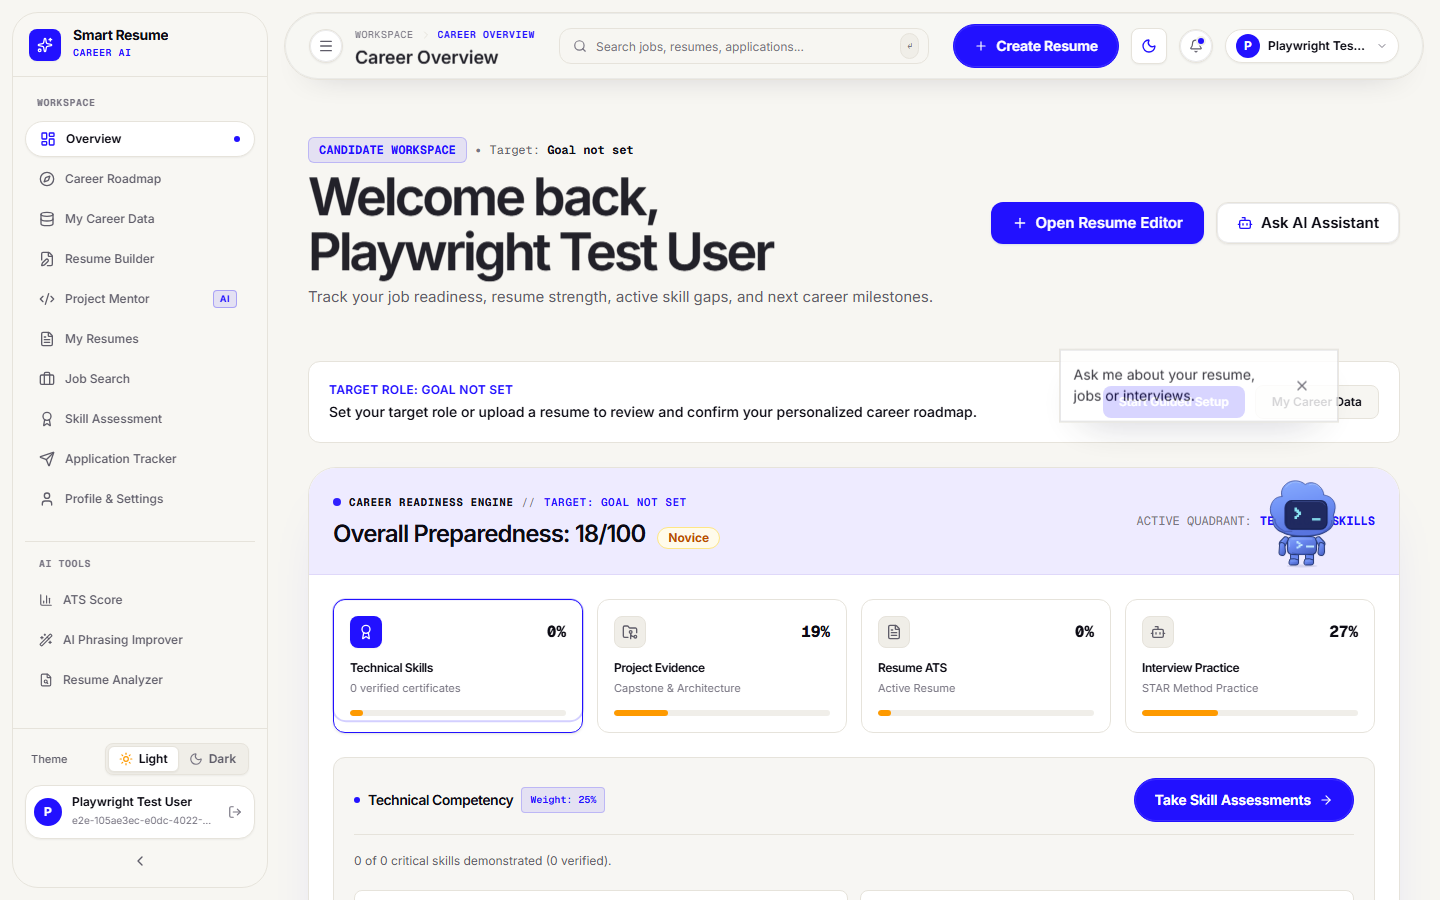 Smart Resume
CAREER AI
WORKSPACE
Overview
Career Roadmap
My Career Data
Resume Builder
Project Mentor
AI
My Resumes
Job Search
Skill Assessment
Application Tracker
Profile & Settings
AI TOOLS
ATS Score
AI Phrasing Improver
Resume Analyzer
Theme
Light
Dark
P
Playwright Test User
e2e-105ae3ec-e0dc-4022-...
WORKSPACE
CAREER OVERVIEW
Career Overview
Search jobs, resumes, applications...
Create Resume
P
Playwright Tes...
CANDIDATE WORKSPACE
• Target: Goal not set
Welcome back,
Playwright Test User
Track your job readiness, resume strength, active skill gaps, and next career milestones.
Open Resume Editor
Ask AI Assistant
TARGET ROLE: GOAL NOT SET
Set your target role or upload a resume to review and confirm your personalized career roadmap.
Ask me about your resume,
jobs or interviews.
Setup
My Career Data
CAREER READINESS ENGINE // TARGET: GOAL NOT SET
Overall Preparedness: 18/100
Novice
ACTIVE QUADRANT:
SKILLS
0%
Technical Skills
0 verified certificates
19%
Project Evidence
Capstone & Architecture
0%
Resume ATS
Active Resume
27%
Interview Practice
STAR Method Practice
Technical Competency
Weight: 25%
Take Skill Assessments
0 of 0 critical skills demonstrated (0 verified).